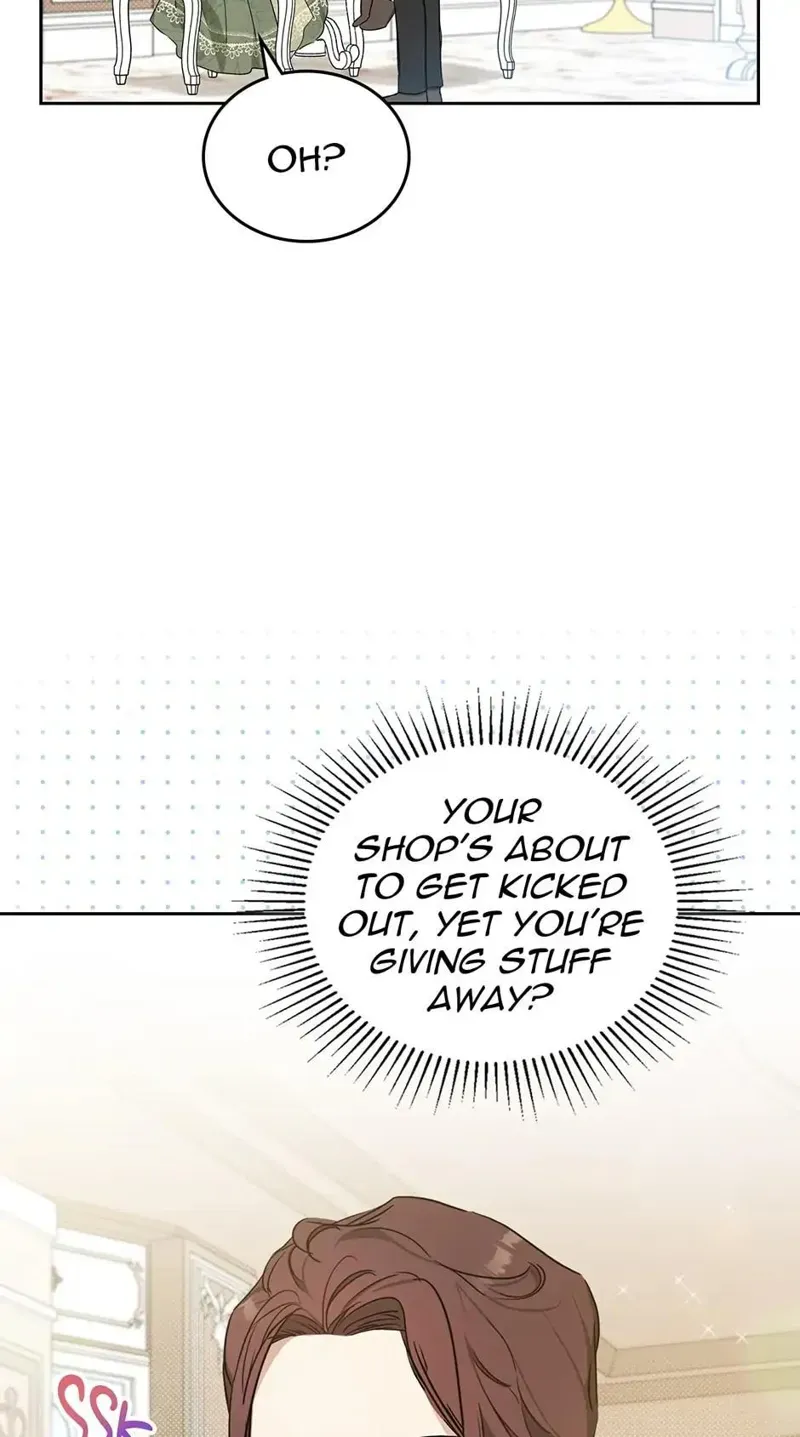 OH?
YOUR
SHOP'S ABOUT
TO GET KICKED
OUT, YET YOU'RE
GIVING STUFF
AWAY?
SSK